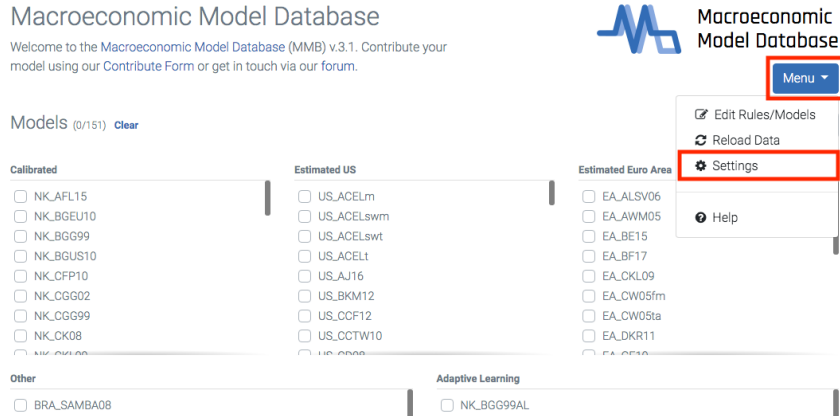 Macroeconomic Model Database
Welcome to the Macroeconomic Model Database (MMB) v.3.1. Contribute your
model using our Contribute Form or get in touch via our forum.
Macroeconomic
Model Database
Menu
Edit Rules/Models
Reload Data
Settings
Help
Models (0/151) Clear
Calibrated
NK_AFL15
NK_BGEU10
NK_BGG99
NK_BGUS10
NK_CFP10
NK_CGG02
NK_CGG99
NK_CK08
Estimated US
US_ACELm
US_ACELswm
US_ACELswt
US_ACELt
US_AJ16
US_BKM12
US_CCF12
US_CCTW10
Estimated Euro Area
EA_ALSV06
EA_AWM05
EA_BE15
EA_BF17
EA_CKL09
EA_CW05fm
EA_CW05ta
EA_DKR11
Other
BRA_SAMBA08
Adaptive Learning
NK_BGG99AL